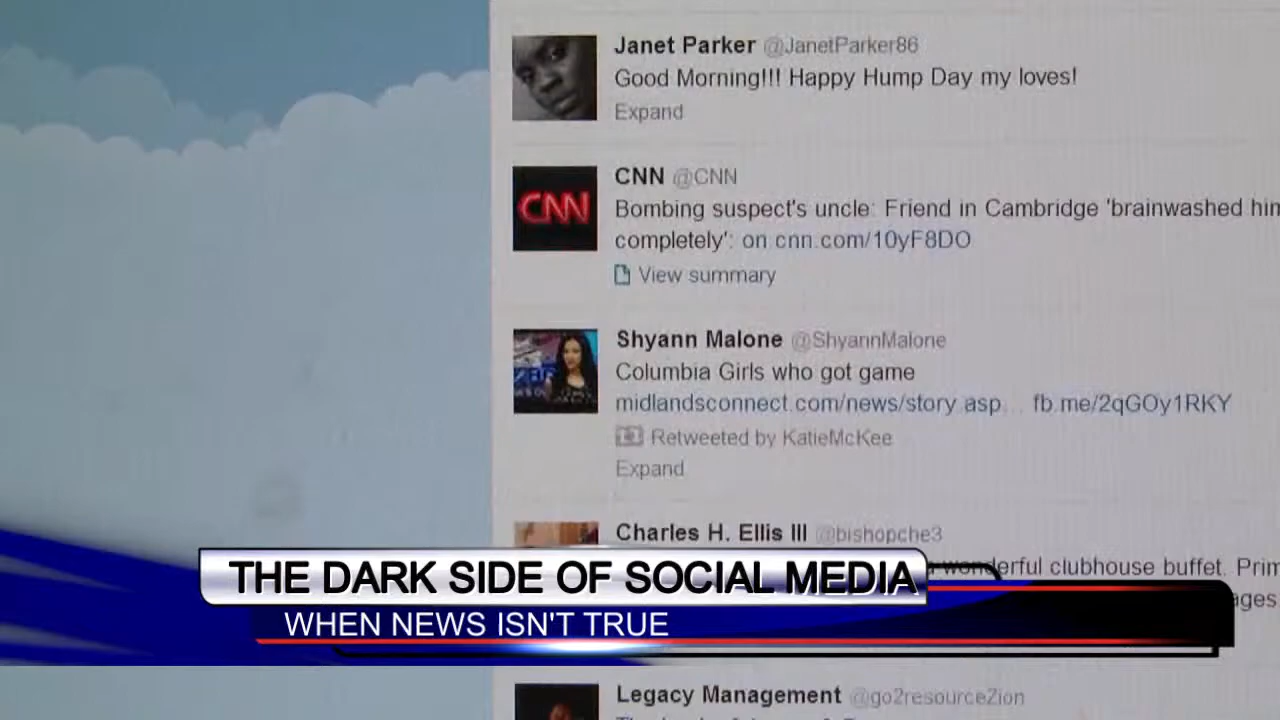 Janet Parker @JanetParker86
Good Morning!!! Happy Hump Day my loves!
Expand
CNN
CNN @CNN
Bombing suspect's uncle: Friend in Cambridge 'brainwashed
completely': on.cnn.com/10yF8DO
View summary
Shyann Malone @ShyannMalone
Columbia Girls who got game
midlandsconnect.com/news/story.asp... fb.me/2qGOy1RKY
Retweeted by KatieMcKee
Expand
Charles H. Ellis III @bishopche3
wonderful clubhouse buffet.
THE DARK SIDE OF SOCIAL MEDIA
WHEN NEWS ISN'T TRUE
Legacy Management @go2resourceZion